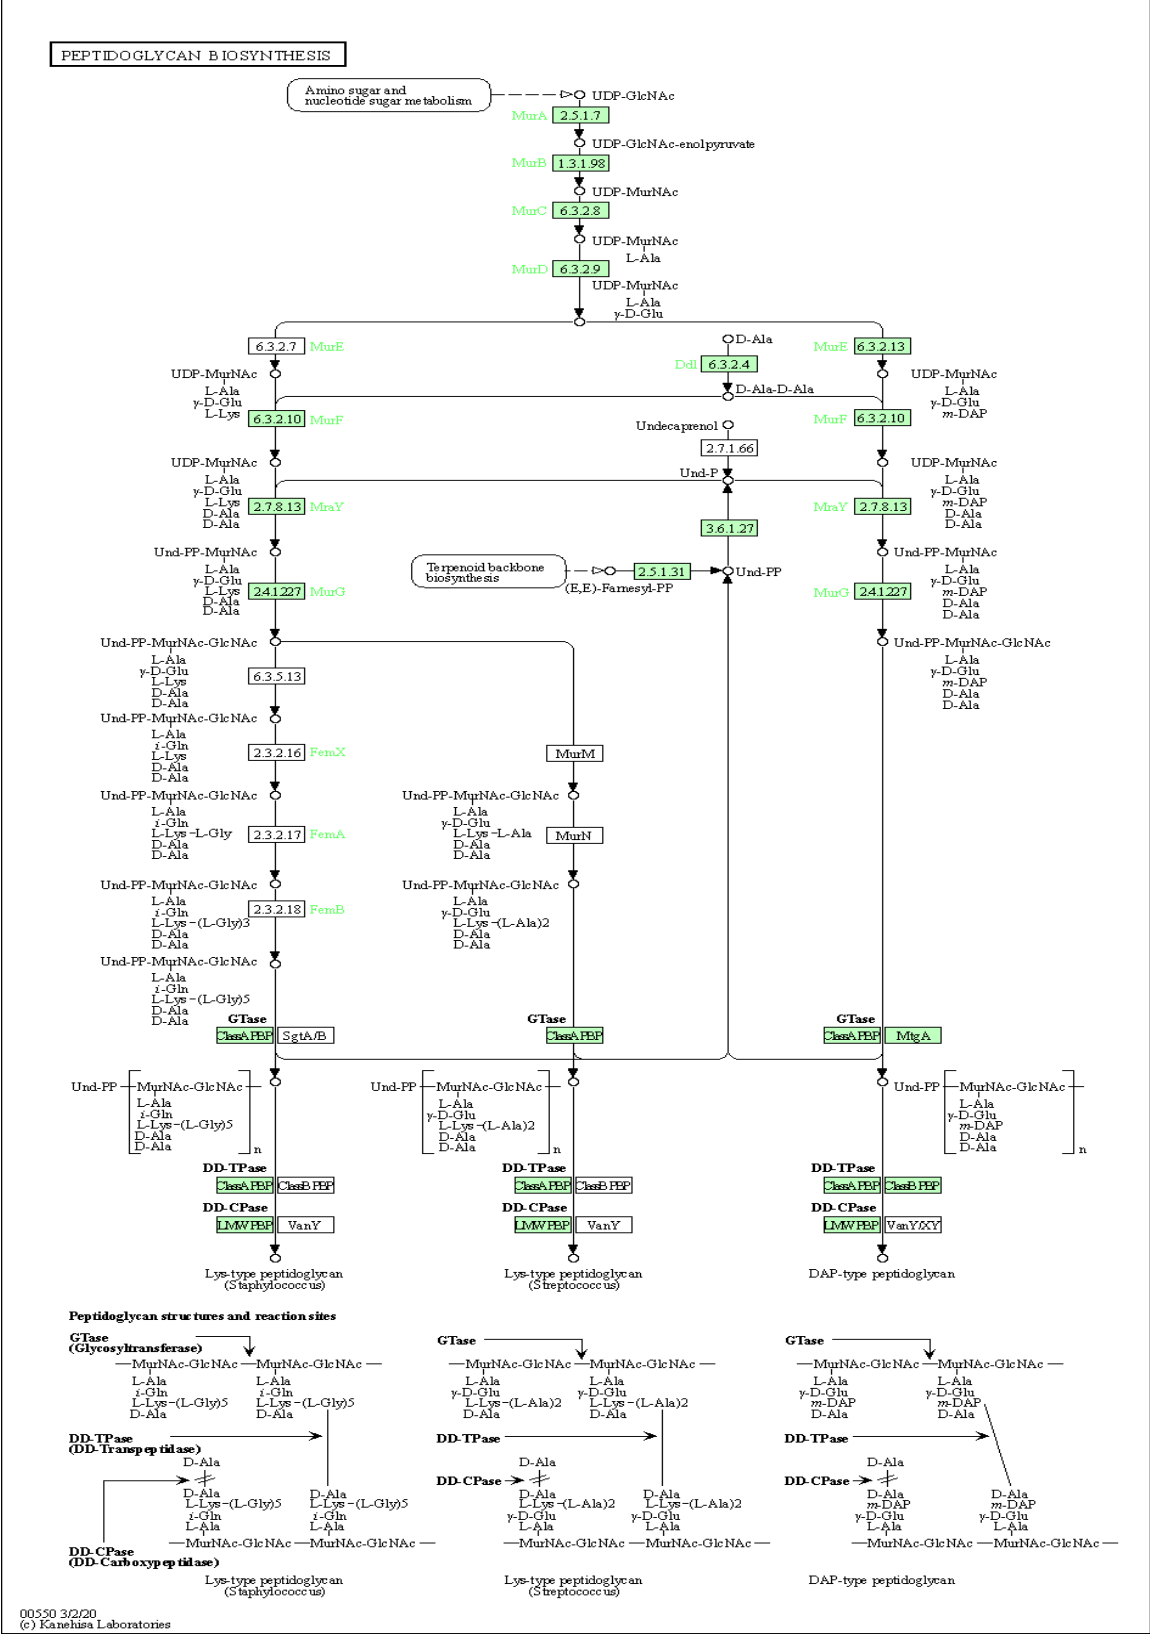 PEPTIDOGLYCAN BIOSYNTHESIS
Amino sugar and
nucleotide sugar metabolism
UDP-GlcNAc
MurA 2.5.1.7
UDP-GlcNAc-enolpyruvate
MurB 1.3.1.98
UDP-MurNAc
MurC 6.3.2.8
UDP-MurNAc
L-Ala
MurD 6.3.2.9
UDP-MurNAc
L-Ala
γ-D-Glu
6.3.2.7 MurE
D-Ala
MurE 6.3.2.13
Ddl 6.3.2.4
UDP-MurNAc
L-Ala
γ-D-Glu
L-Lys
D-Ala-D-Ala
UDP-MurNAc
L-Ala
γ-D-Glu
m-DAP
6.3.2.10 MurF
MurF 6.3.2.10
Undecaprenol
2.7.1.66
Und-P
UDP-MurNAc
L-Ala
γ-D-Glu
L-Lys
D-Ala
D-Ala
UDP-MurNAc
L-Ala
γ-D-Glu
m-DAP
D-Ala
D-Ala
2.7.8.13 MraY
MraY 2.7.8.13
3.6.1.27
Terpenoid backbone
biosynthesis
(E,E)-Farnesyl-PP
2.5.1.31
Und-PP
Und-PP-MurNAc
L-Ala
γ-D-Glu
L-Lys
D-Ala
D-Ala
Und-PP-MurNAc
L-Ala
γ-D-Glu
m-DAP
D-Ala
D-Ala
2.4.1.227 MurG
MurG 2.4.1.227
Und-PP-MurNAc-GlcNAc
L-Ala
γ-D-Glu
L-Lys
D-Ala
D-Ala
Und-PP-MurNAc-GlcNAc
L-Ala
γ-D-Glu
m-DAP
D-Ala
D-Ala
6.3.5.13
Und-PP-MurNAc-GlcNAc
L-Ala
i-Gln
L-Lys
D-Ala
D-Ala
2.3.2.16 FemX
MurM
Und-PP-MurNAc-GlcNAc
L-Ala
i-Gln
L-Lys-L-Gly
D-Ala
D-Ala
2.3.2.17 FemA
Und-PP-MurNAc-GlcNAc
L-Ala
γ-D-Glu
L-Lys-L-Ala
D-Ala
D-Ala
MurN
Und-PP-MurNAc-GlcNAc
L-Ala
i-Gln
L-Lys-(L-Gly)3
D-Ala
D-Ala
2.3.2.18 FemB
Und-PP-MurNAc-GlcNAc
L-Ala
γ-D-Glu
L-Lys-(L-Ala)2
D-Ala
D-Ala
Und-PP-MurNAc-GlcNAc
L-Ala
i-Gln
L-Lys-(L-Gly)5
D-Ala
D-Ala
GTase
ClassA PBP SgtA/B
GTase
ClassA PBP
GTase
ClassA PBP MtgA
Und-PP MurNAc-GlcNAc
L-Ala
i-Gln
L-Lys-(L-Gly)5
D-Ala
D-Ala
n
Und-PP MurNAc-GlcNAc
L-Ala
γ-D-Glu
L-Lys-(L-Ala)2
D-Ala
D-Ala
n
Und-PP MurNAc-GlcNAc
L-Ala
γ-D-Glu
m-DAP
D-Ala
D-Ala
n
DD-TPase
ClassA PBP ClassB PBP
DD-CPase
LMW PBP VanY
DD-TPase
ClassA PBP ClassB PBP
DD-CPase
LMW PBP VanY
DD-TPase
ClassA PBP ClassB PBP
DD-CPase
LMW PBP VanY/XY
Lys-type peptidoglycan
(Staphylococcus)
Lys-type peptidoglycan
(Streptococcus)
DAP-type peptidoglycan
Peptidoglycan structures and reaction sites
GTase
(Glycosyltransferase)
MurNAc-GlcNAc MurNAc-GlcNAc
L-Ala L-Ala
i-Gln i-Gln
L-Lys-(L-Gly)5 L-Lys-(L-Gly)5
D-Ala D-Ala
DD-TPase
(DD-Transpeptidase)
D-Ala
D-Ala D-Ala
L-Lys-(L-Gly)5 L-Lys-(L-Gly)5
i-Gln i-Gln
L-Ala L-Ala
MurNAc-GlcNAc MurNAc-GlcNAc
DD-CPase
(DD-Carboxypeptidase)
Lys-type peptidoglycan
(Staphylococcus)
GTase
MurNAc-GlcNAc MurNAc-GlcNAc
L-Ala L-Ala
γ-D-Glu γ-D-Glu
L-Lys-(L-Ala)2 L-Lys-(L-Ala)2
D-Ala D-Ala
DD-TPase
D-Ala
DD-CPase
D-Ala D-Ala
L-Lys-(L-Ala)2 L-Lys-(L-Ala)2
γ-D-Glu γ-D-Glu
L-Ala L-Ala
MurNAc-GlcNAc MurNAc-GlcNAc
Lys-type peptidoglycan
(Streptococcus)
GTase
MurNAc-GlcNAc MurNAc-GlcNAc
L-Ala L-Ala
γ-D-Glu γ-D-Glu
m-DAP m-DAP
D-Ala D-Ala
DD-TPase
D-Ala
DD-CPase
D-Ala D-Ala
m-DAP m-DAP
γ-D-Glu γ-D-Glu
L-Ala L-Ala
MurNAc-GlcNAc MurNAc-GlcNAc
DAP-type peptidoglycan
00550 3/2/20
(c) Kanehisa Laboratories